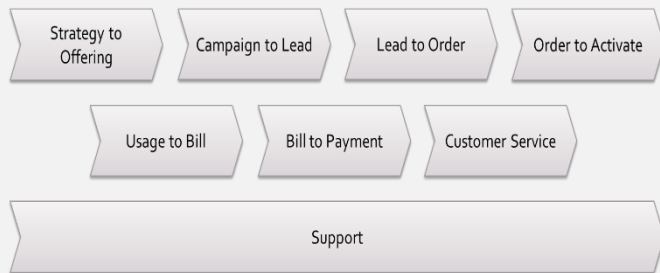 Strategy to
Offering
Campaign to Lead
Lead to Order
Order to Activate
Usage to Bill
Bill to Payment
Customer Service
Support